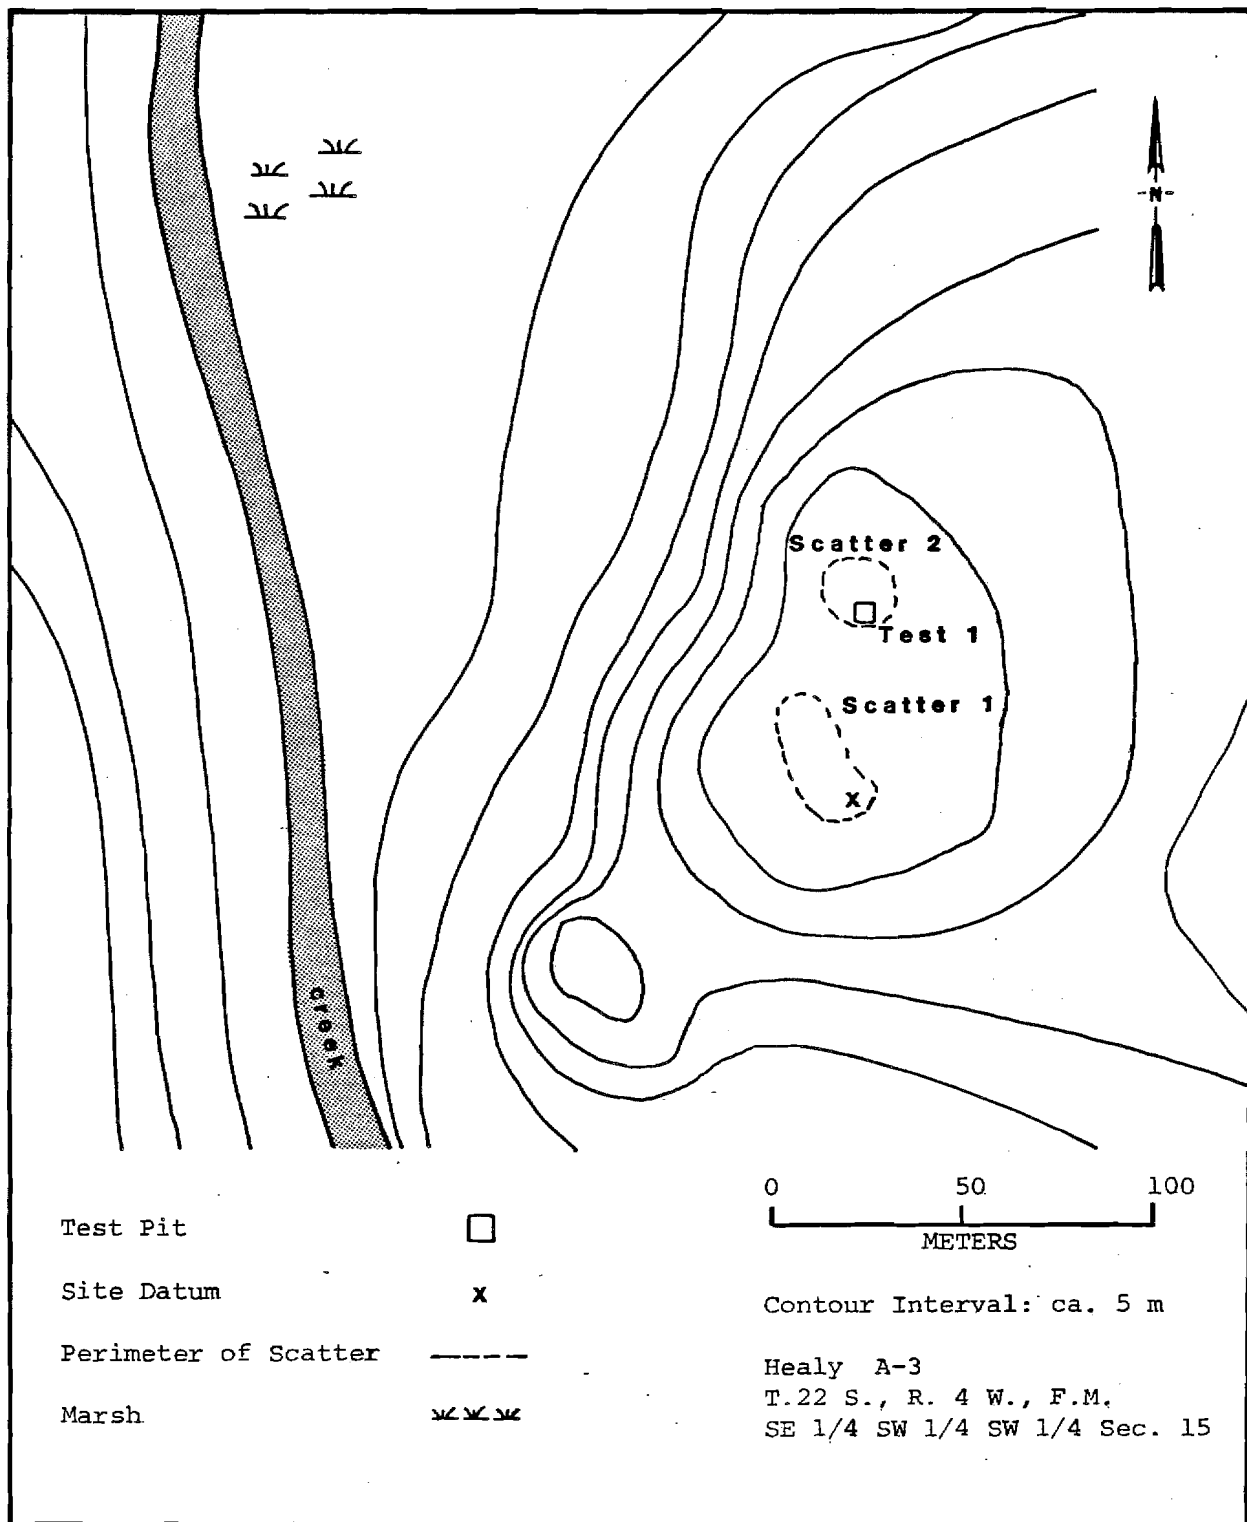 N
Scatter 2
Test 1
Scatter 1
x
creek
0 50 100
METERS
Test Pit
Site Datum x
Perimeter of Scatter
Marsh
Contour Interval: ca. 5 m
Healy A-3
T.22 S., R. 4 W., F.M.
SE 1/4 SW 1/4 SW 1/4 Sec. 15